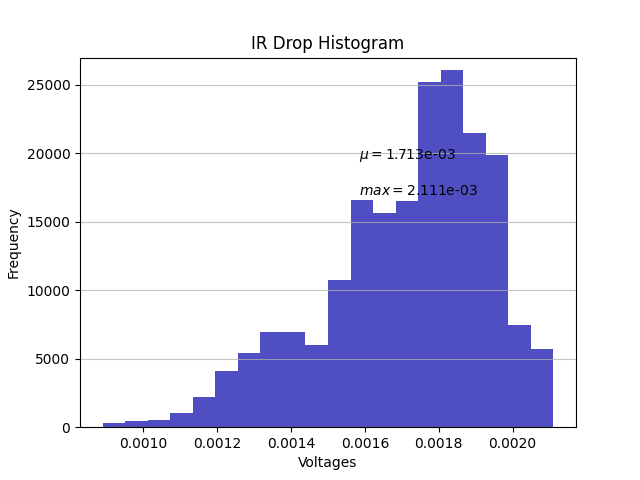 IR Drop Histogram
25000
20000
15000
10000
5000
0
Frequency
μ = 1.713e-03
max = 2.111e-03
0.0010 0.0012 0.0014 0.0016 0.0018 0.0020
Voltages